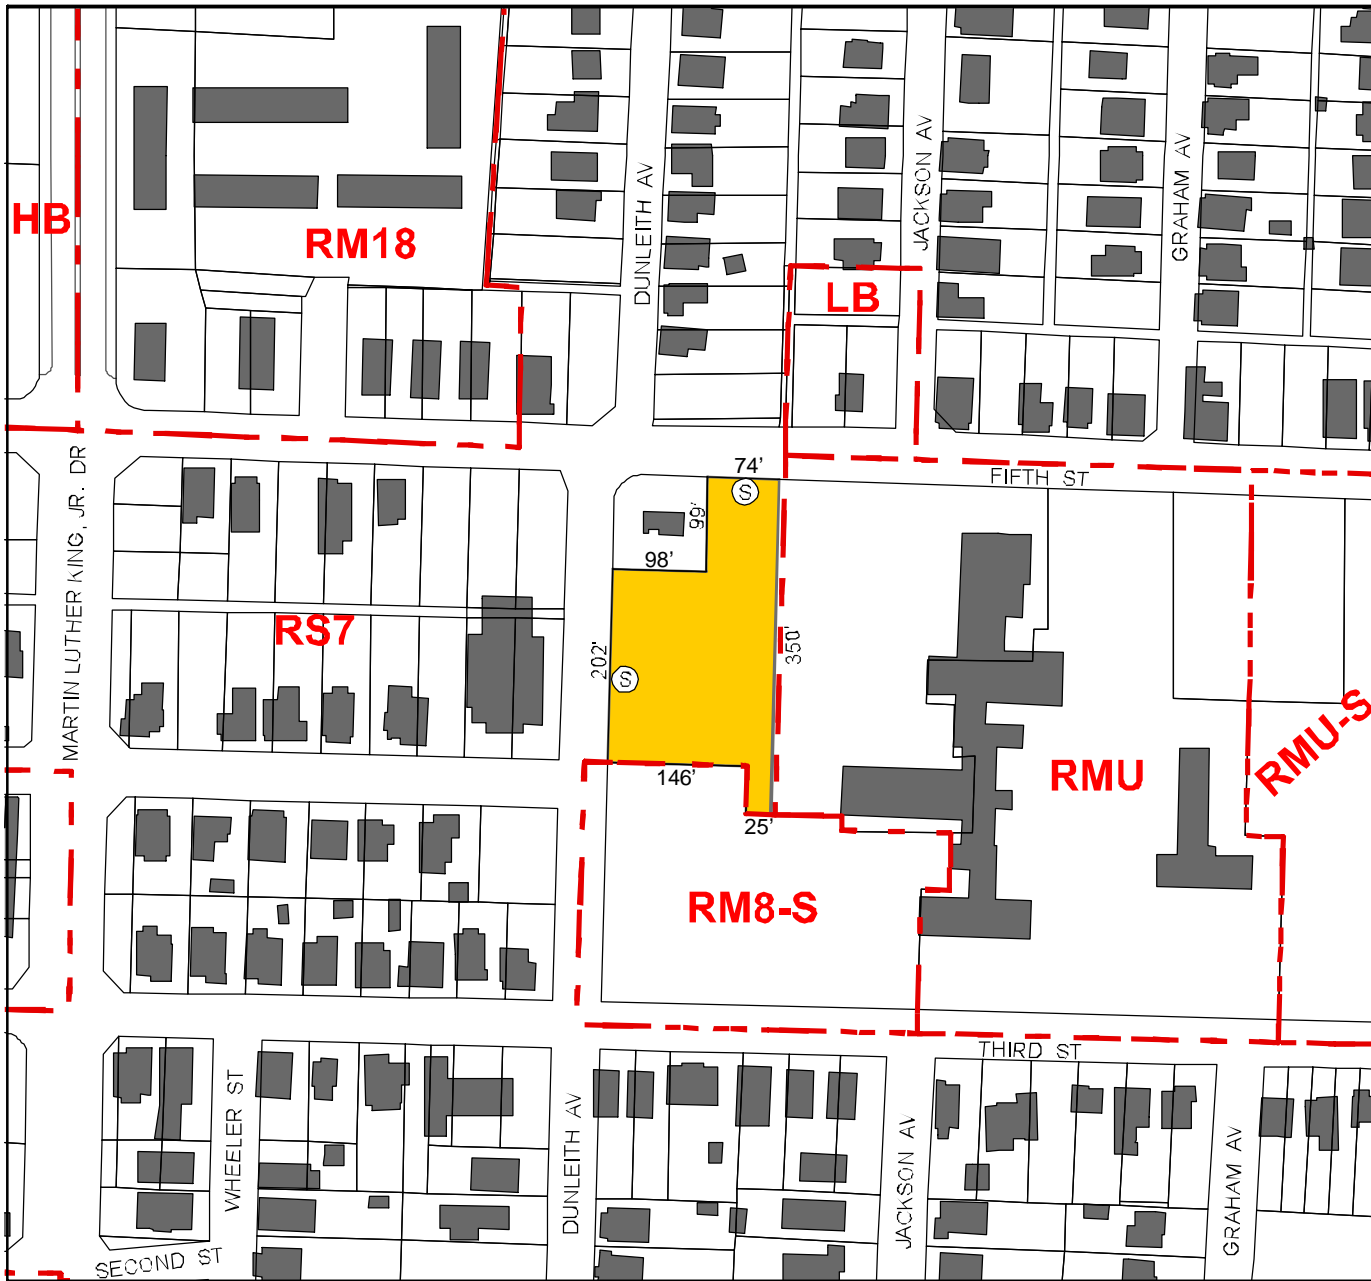 HB
RM18
DUNLEITH AV
JACKSON AV
GRAHAM AV
LB
MARTIN LUTHER KING, JR. DR
74'
S
FIFTH ST
99'
98'
RS7
202'
S
350'
146'
25'
RMU
RMU-S
RM8-S
THIRD ST
WHEELER ST
DUNLEITH AV
JACKSON AV
GRAHAM AV
SECOND ST